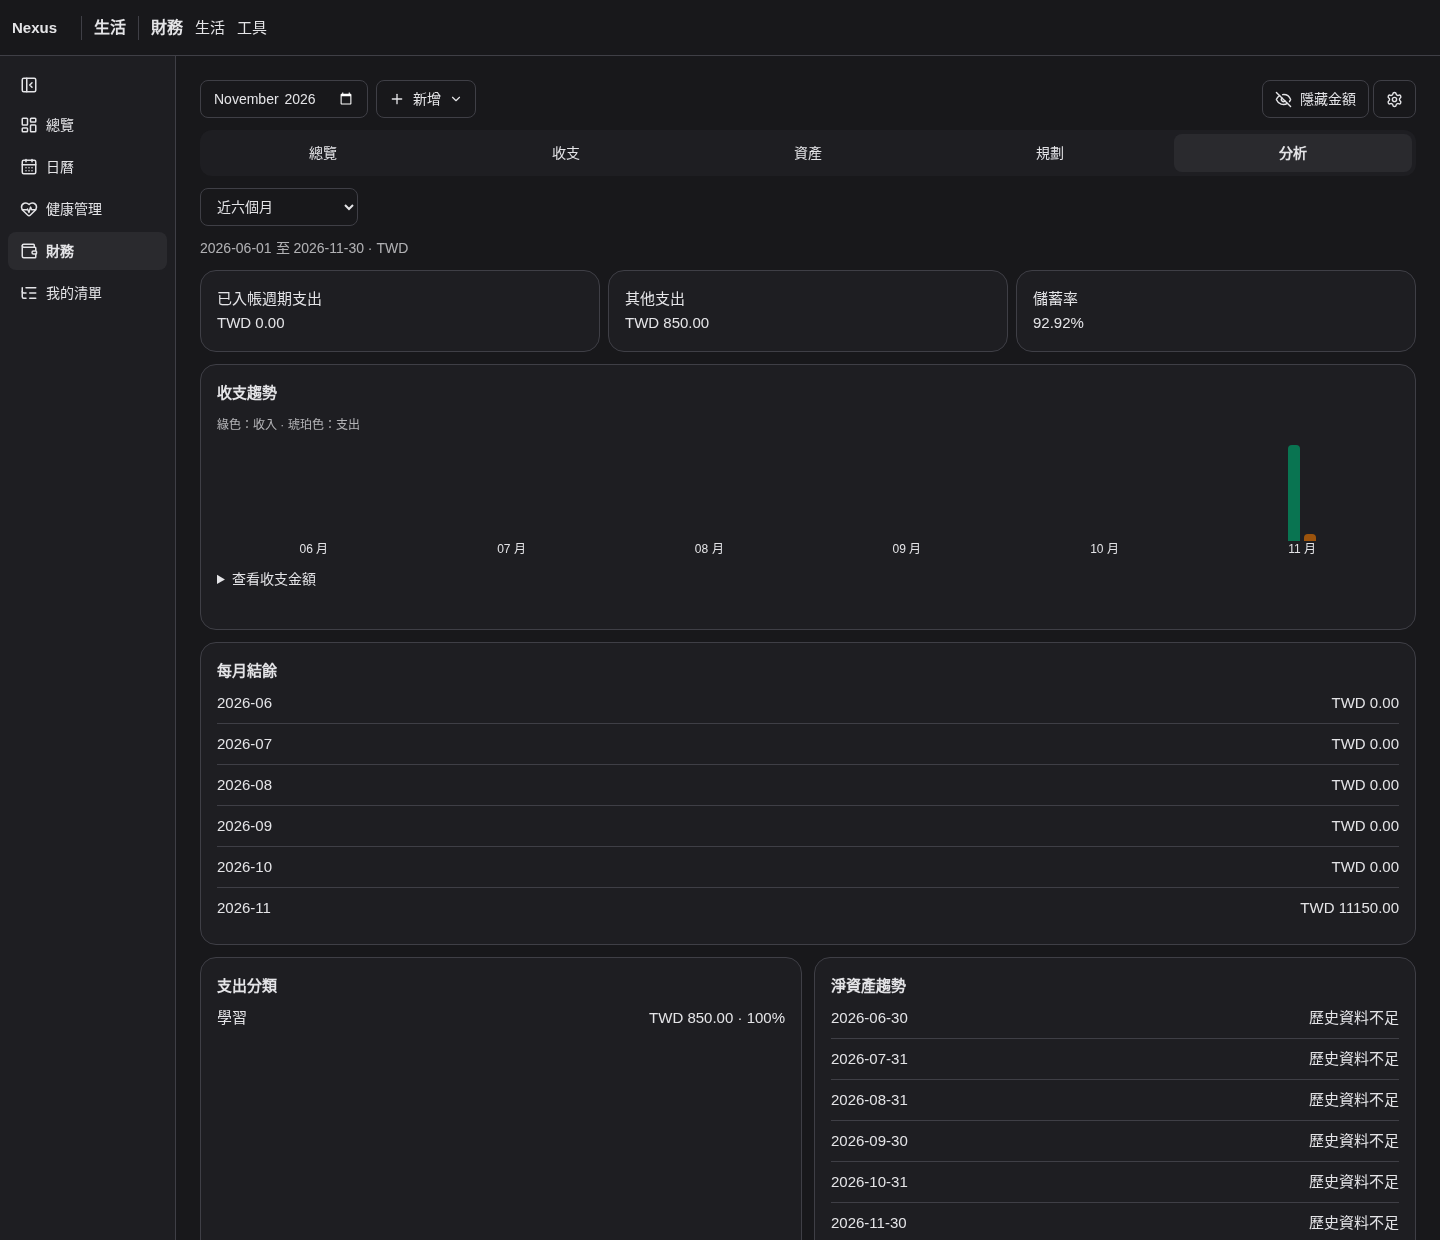 Nexus 生活 財務 生活 工具
總覽
日曆
健康管理
財務
我的清單
November 2026 新增 隱藏金額
總覽 收支 資產 規劃 分析
近六個月
2026-06-01 至 2026-11-30 · TWD
已入帳週期支出
TWD 0.00
其他支出
TWD 850.00
儲蓄率
92.92%
收支趨勢
綠色：收入 · 琥珀色：支出
06 月 07 月 08 月 09 月 10 月 11 月
查看收支金額
每月結餘
2026-06 TWD 0.00
2026-07 TWD 0.00
2026-08 TWD 0.00
2026-09 TWD 0.00
2026-10 TWD 0.00
2026-11 TWD 11150.00
支出分類
學習 TWD 850.00 · 100%
淨資產趨勢
2026-06-30 歷史資料不足
2026-07-31 歷史資料不足
2026-08-31 歷史資料不足
2026-09-30 歷史資料不足
2026-10-31 歷史資料不足
2026-11-30 歷史資料不足